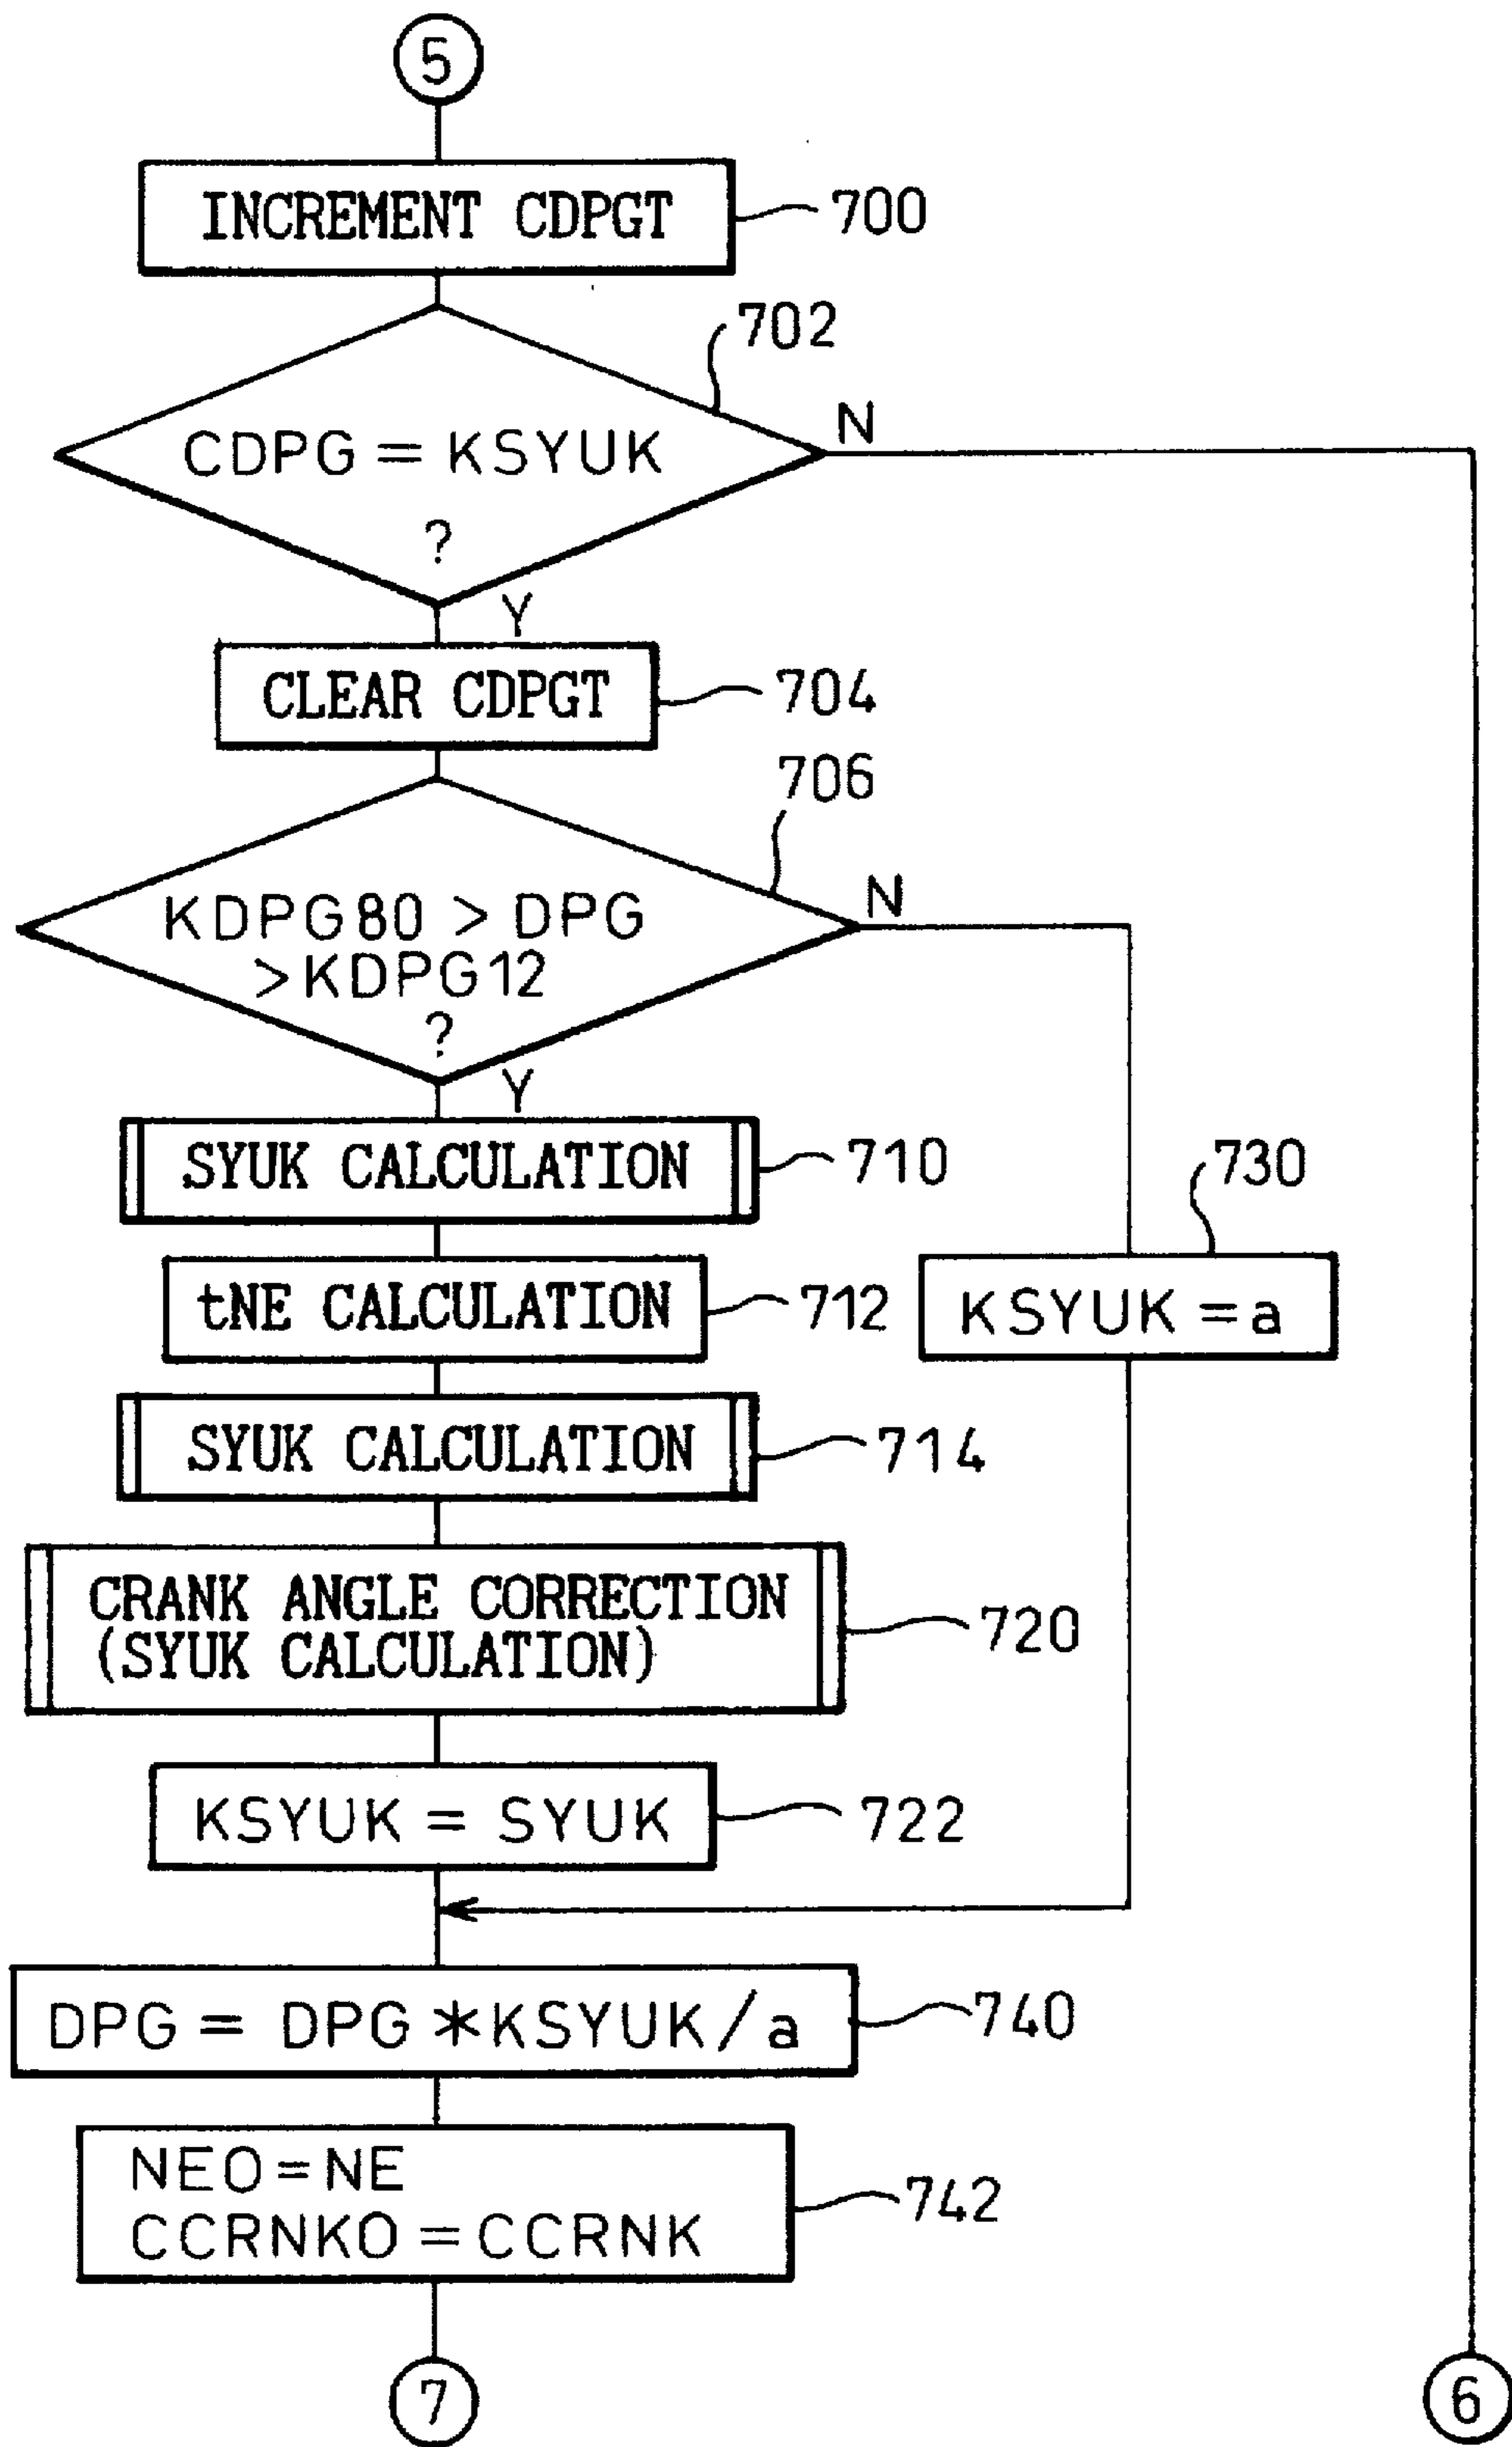 5
INCREMENT CDPGT
700
702
CDPG = KSYUK
?
N
Y
CLEAR CDPGT
704
706
KDPG80 > DPG
>KDPG12
?
N
Y
SYUK CALCULATION
710
730
tNE CALCULATION
712
KSYUK = a
SYUK CALCULATION
714
CRANK ANGLE CORRECTION
(SYUK CALCULATION)
720
KSYUK = SYUK
722
DPG = DPG *KSYUK/a
740
NEO = NE
CCRNKO = CCRNK
742
7
6